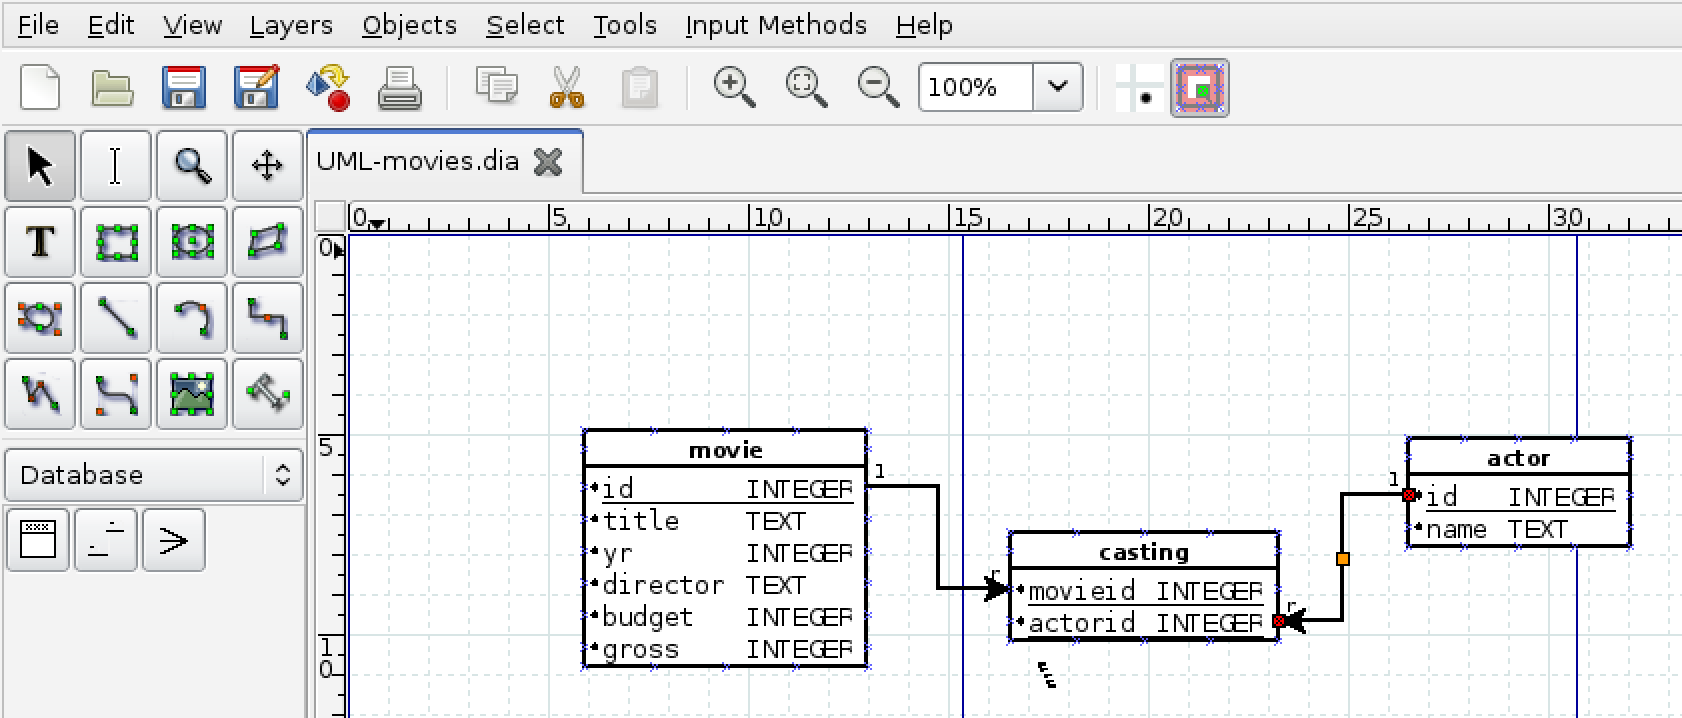 File Edit View Layers Objects Select Tools Input Methods Help
100%
UML-movies.dia
0 5 10 15 20 25 30
0
5
10
T
Database
movie
id INTEGER
title TEXT
yr INTEGER
director TEXT
budget INTEGER
gross INTEGER
1
r
casting
movieid INTEGER
actorid INTEGER
r
1
actor
id INTEGER
name TEXT